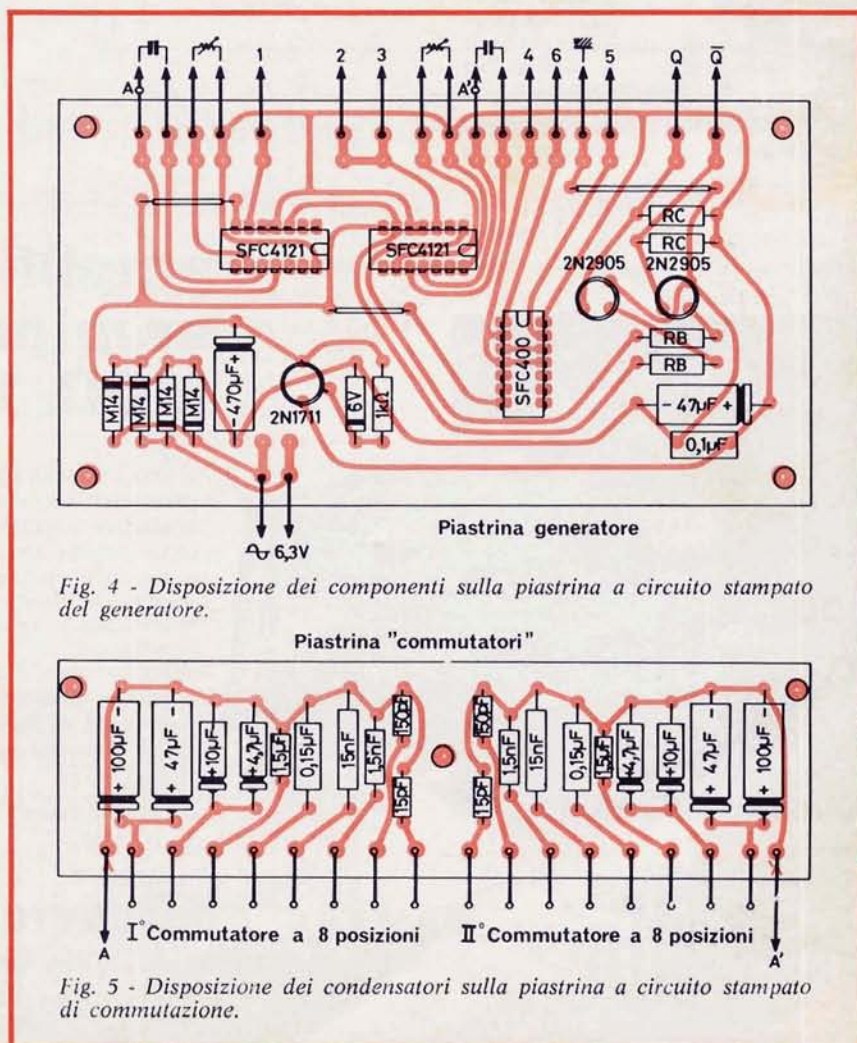 A 1 2 3 A' 4 6 5 Q Q̅
SFC4121 SFC4121
RC
RC
2N2905 2N2905
SFC400
RB
RB
M14 M14 M14 M14 -470µF+ 2N1711 6V 1kΩ
- 47µF +
0,1µF
6,3V
Piastrina generatore
Fig. 4 - Disposizione dei componenti sulla piastrina a circuito stampato
del generatore.
Piastrina "commutatori"
+ 100µF - + 47µF - +10µF +4,7µF 1,5µF 0,15µF 15nF 1,5nF 150pF 15pF
150pF 15pF 1,5nF 15nF 0,15µF 1,5µF +4,7µF +10µF + 47µF - + 100µF -
A I° Commutatore a 8 posizioni II° Commutatore a 8 posizioni A'
Fig. 5 - Disposizione dei condensatori sulla piastrina a circuito stampato
di commutazione.